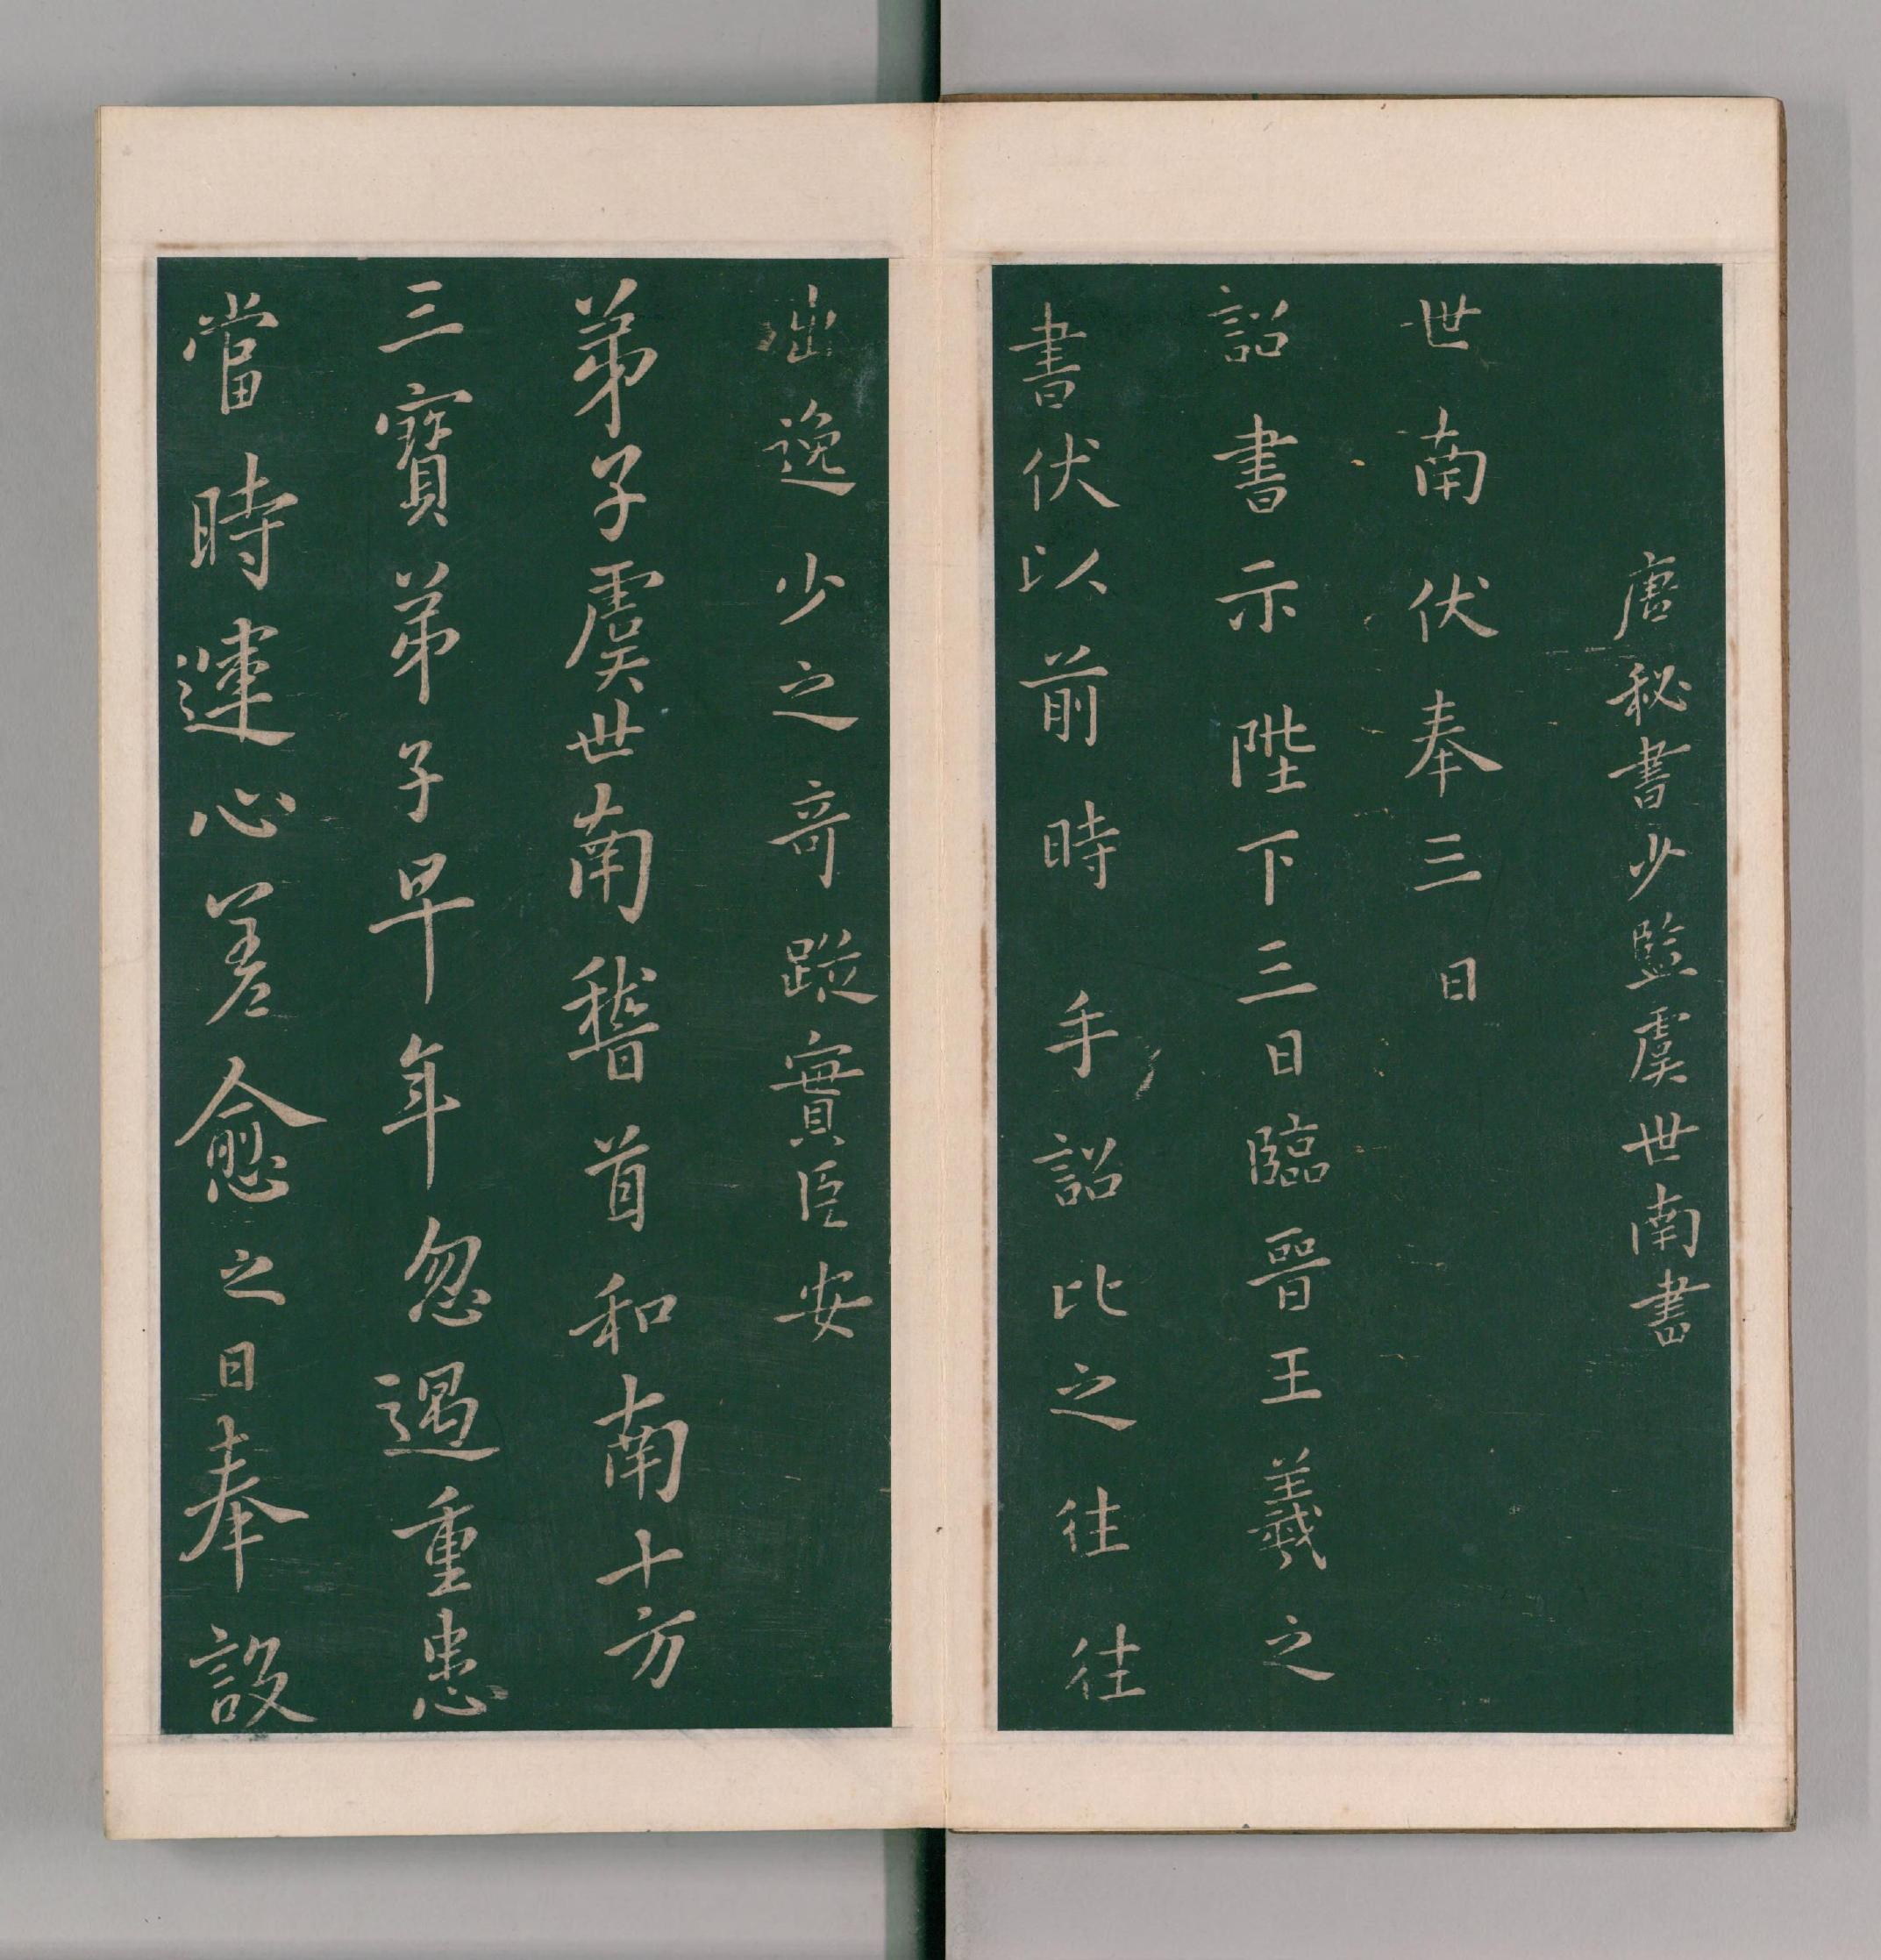 唐秘書少監虞世南書
世南伏奉三日
詔書示陛下三日臨晉王羲之
書伏以前時手詔比之往往
逸少之奇蹤實臣安
弟子虞世南稽首和南十方
三寶弟子早年忽遇重患
當時運心差愈之日奉設